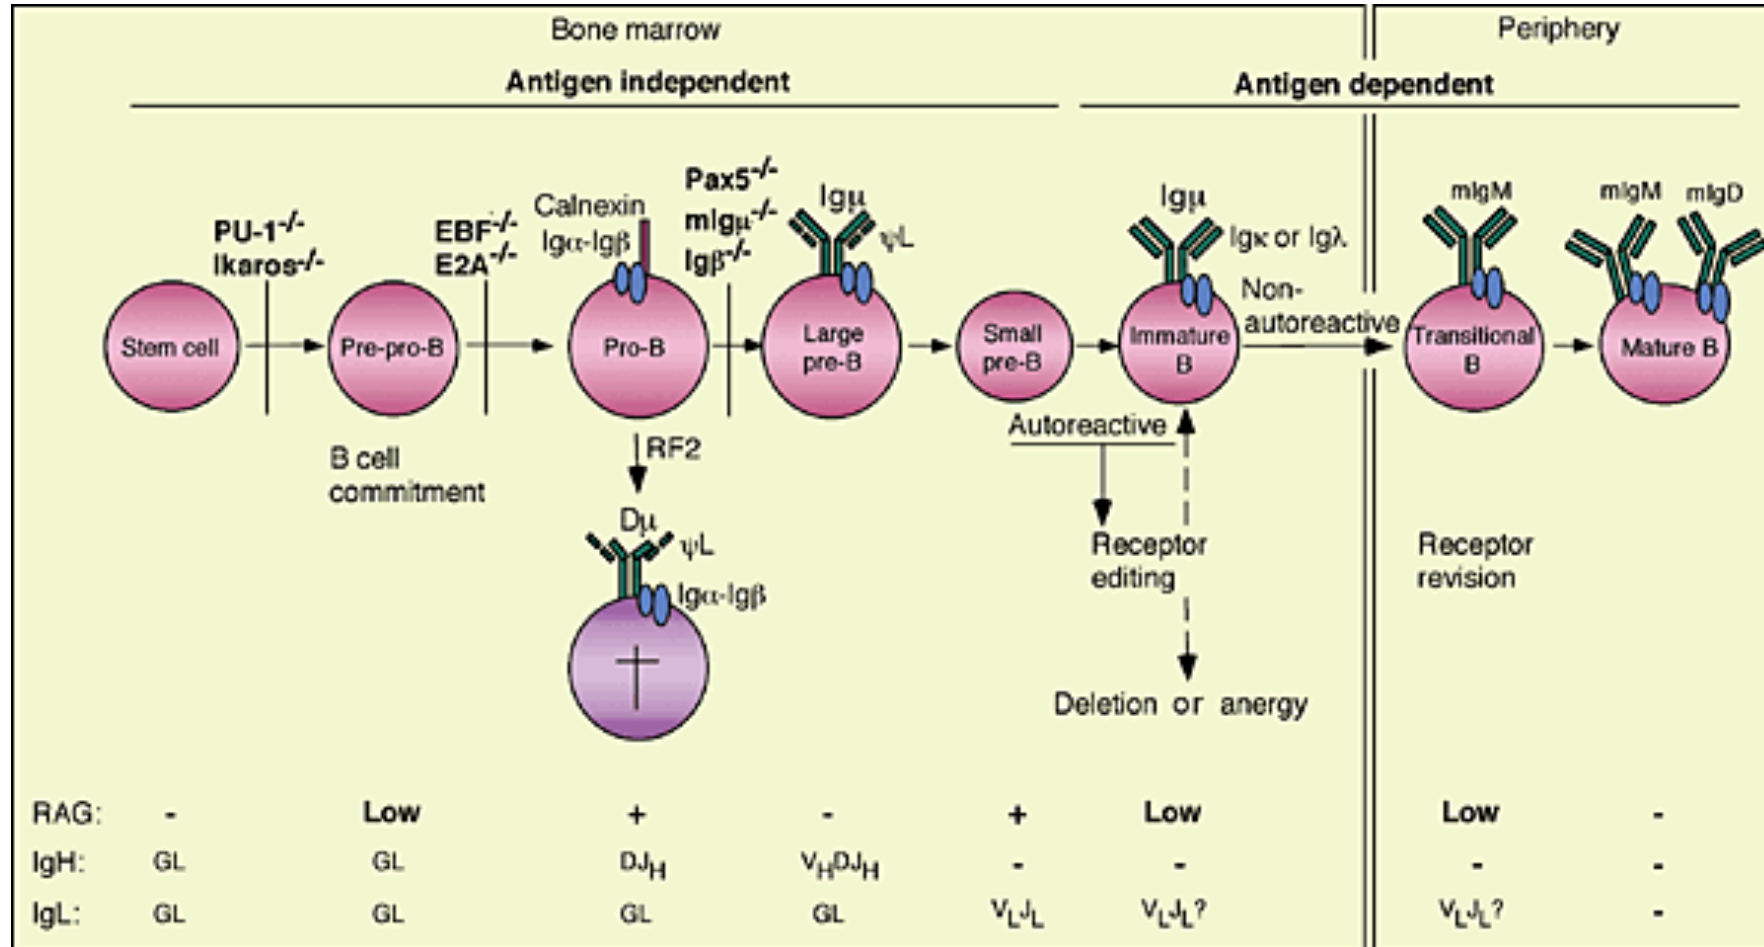 Bone marrow
Periphery
Antigen independent
Antigen dependent
PU-1-/-
Ikaros-/-
EBF-/-
E2A-/-
Calnexin
Igα-Igβ
Pax5-/-
mIgμ-/-
Igβ-/-
Igμ
ψL
Igμ
Igκ or Igλ
mIgM
mIgM
mIgD
Non-
autoreactive
Stem cell
Pre-pro-B
Pro-B
Large
pre-B
Small
pre-B
Immature
B
Transitional
B
Mature B
B cell
commitment
RF2
Autoreactive
Dμ
ψL
Igα-Igβ
Receptor
editing
Receptor
revision
Deletion or anergy
RAG: - Low + - + Low Low -
IgH: GL GL DJH VHDJH - - - -
IgL: GL GL GL GL VLJL VLJL? VLJL? -